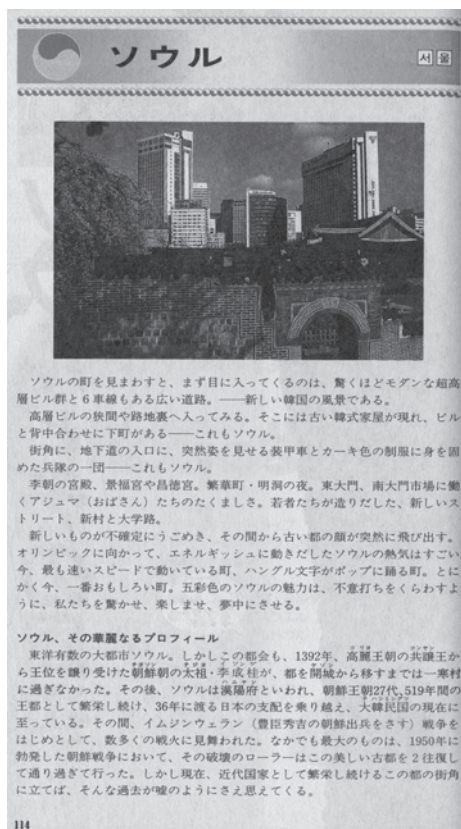 ソウル
서울
ソウルの町を見まわすと、まず目に入ってくるのは、驚くほどモダンな超高
層ビル群と6車線もある広い道路。——新しい韓国の風景である。
高層ビルの狭間や路地裏へ入ってみる。そこには古い韓式家屋が現れ、ビル
と背中合わせに下町がある——これもソウル。
街角に、地下道の入口に、突然姿を見せる装甲車とカーキ色の制服に身を固
めた兵隊の一団——これもソウル。
李朝の宮殿、景福宮や昌徳宮。繁華町・明洞の夜。東大門、南大門市場に働
くアジュマ（おばさん）たちのたくましさ。若者たちが造りだした、新しいス
トリート、新村と大学路。
新しいものが不確定にうごめき、その間から古い都の顔が突然に飛び出す。
オリンピックに向かって、エネルギッシュに動きだしたソウルの熱気はすごい
今、最も速いスピードで動いている町、ハングル文字がポップに踊る町。とに
かく今、一番おもしろい町。五彩色のソウルの魅力は、不意打ちをくらわすよ
うに、私たちを驚かせ、楽しませ、夢中にさせる。
ソウル、その華麗なるプロフィール
東洋有数の大都市ソウル。しかしこの都会も、1392年、高麗王朝の共譲王か
ら王位を譲り受けた朝鮮朝の太祖・李成桂が、都を開城から移すまでは一寒村
に過ぎなかった。その後、ソウルは漢陽府といわれ、朝鮮王朝27代、519年間の
王都として繁栄し続け、36年に渡る日本の支配を乗り越え、大韓民国の現在に
至っている。その間、イムジンウェラン（豊臣秀吉の朝鮮出兵をさす）戦争を
はじめとして、数多くの戦火に見舞われた。なかでも最大のものは、1950年に
勃発した朝鮮戦争において、その破壊のローラーはこの美しい古都を2往復し
て通り過ぎて行った。しかし現在、近代国家として繁栄し続けるこの都の街角
に立てば、そんな過去が嘘のようにさえ思えてくる。
114